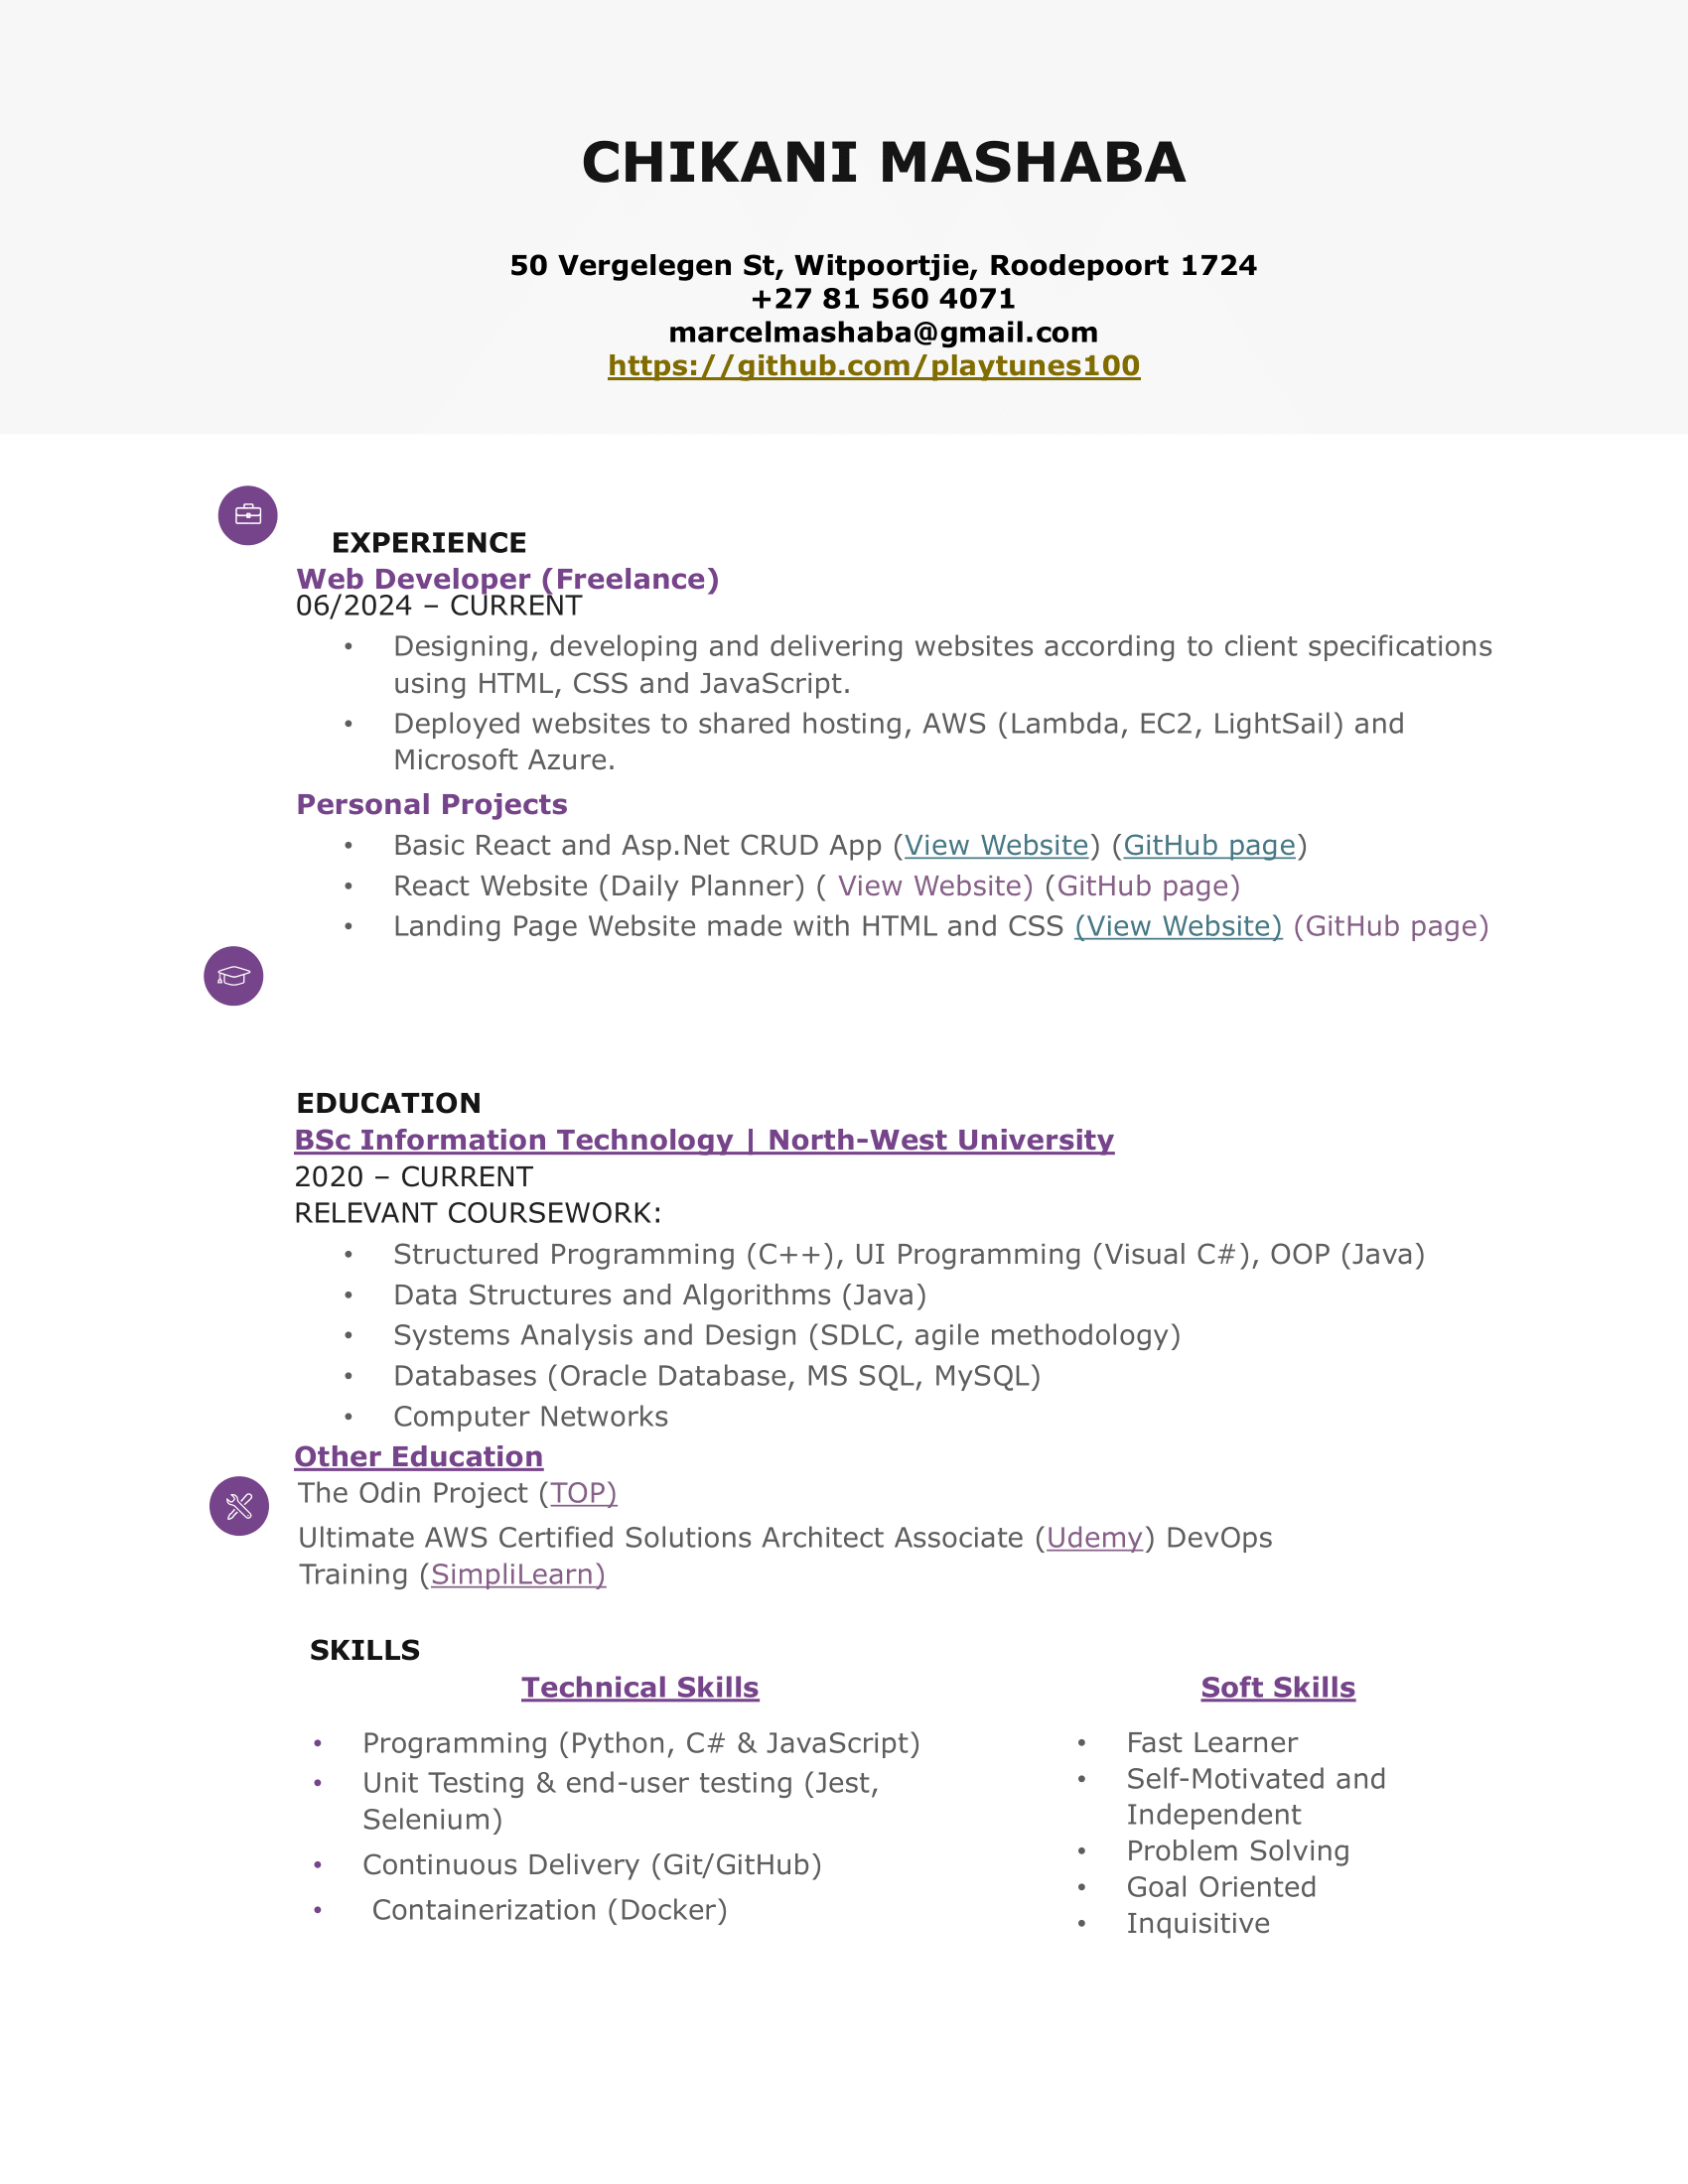 CHIKANI MASHABA
50 Vergelegen St, Witpoortjie, Roodepoort 1724
+27 81 560 4071
marcelmashaba@gmail.com
https://github.com/playtunes100
EXPERIENCE
Web Developer (Freelance)
06/2024 – CURRENT
• Designing, developing and delivering websites according to client specifications
using HTML, CSS and JavaScript.
• Deployed websites to shared hosting, AWS (Lambda, EC2, LightSail) and
Microsoft Azure.
Personal Projects
• Basic React and Asp.Net CRUD App (View Website) (GitHub page)
• React Website (Daily Planner) ( View Website) (GitHub page)
• Landing Page Website made with HTML and CSS (View Website) (GitHub page)
EDUCATION
BSc Information Technology | North-West University
2020 – CURRENT
RELEVANT COURSEWORK:
• Structured Programming (C++), UI Programming (Visual C#), OOP (Java)
• Data Structures and Algorithms (Java)
• Systems Analysis and Design (SDLC, agile methodology)
• Databases (Oracle Database, MS SQL, MySQL)
• Computer Networks
Other Education
The Odin Project (TOP)
Ultimate AWS Certified Solutions Architect Associate (Udemy) DevOps
Training (SimpliLearn)
SKILLS
Technical Skills
• Programming (Python, C# & JavaScript)
• Unit Testing & end-user testing (Jest,
Selenium)
• Continuous Delivery (Git/GitHub)
• Containerization (Docker)
Soft Skills
• Fast Learner
• Self-Motivated and
Independent
• Problem Solving
• Goal Oriented
• Inquisitive